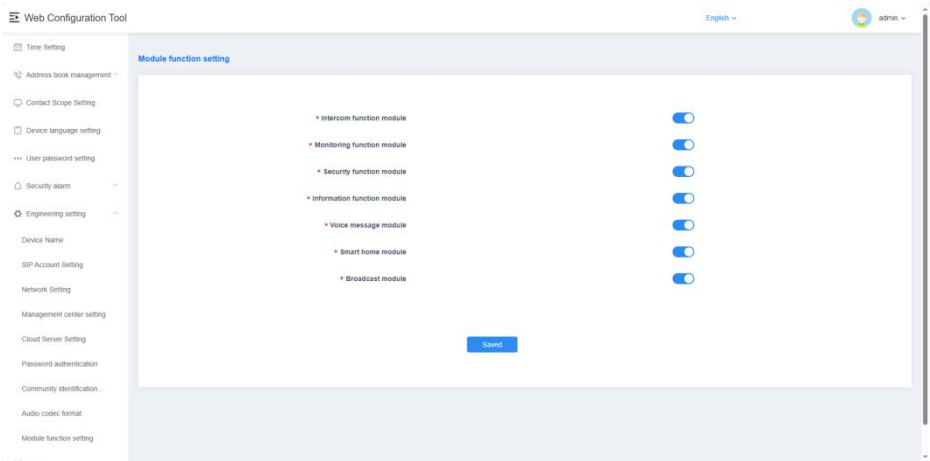 Web Configuration Tool
English
admin
Time Setting
Address book management
Contact Scope Setting
Device language setting
User password setting
Security alarm
Engineering setting
Device Name
SIP Account Setting
Network Setting
Management center setting
Cloud Server Setting
Password authentication
Community identification...
Audio codec format
Module function setting
Module function setting
* Intercom function module
* Monitoring function module
* Security function module
* Information function module
* Voice message module
* Smart home module
* Broadcast module
Saved